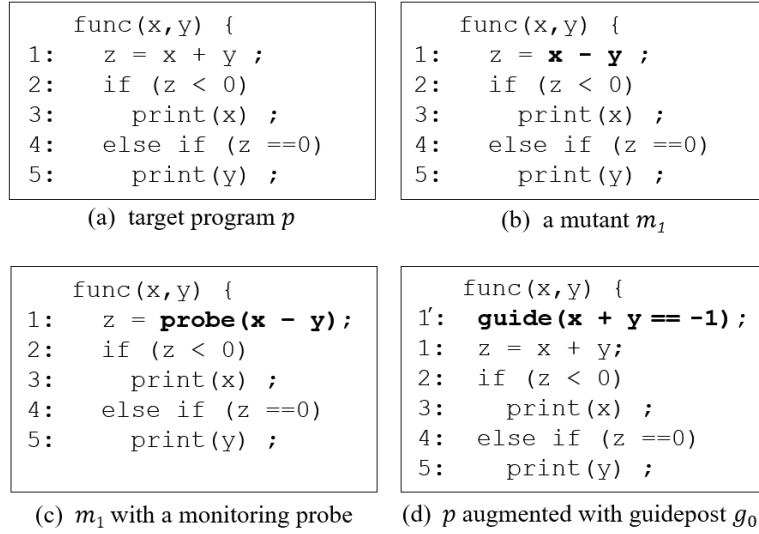 func(x,y) {
1: z = x + y ;
2: if (z < 0)
3: print(x) ;
4: else if (z ==0)
5: print(y) ;
(a) target program p
func(x,y) {
1: z = x - y ;
2: if (z < 0)
3: print(x) ;
4: else if (z ==0)
5: print(y) ;
(b) a mutant m₁
func(x,y) {
1: z = probe(x - y);
2: if (z < 0)
3: print(x) ;
4: else if (z ==0)
5: print(y) ;
(c) m₁ with a monitoring probe
func(x,y) {
1′: guide(x + y == -1);
1: z = x + y;
2: if (z < 0)
3: print(x) ;
4: else if (z ==0)
5: print(y) ;
(d) p augmented with guidepost g₀